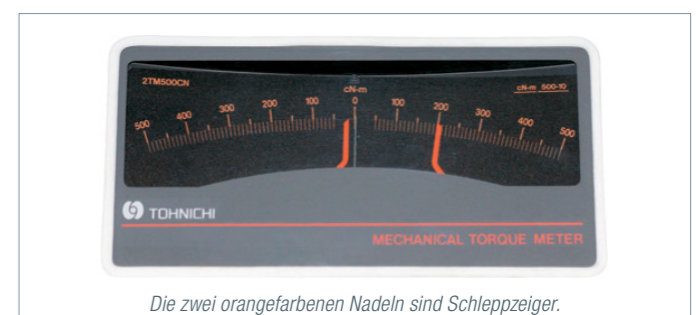 2TM500CN
cN-m
cN-m 500-10
500 400 300 200 100 0 100 200 300 400 500
TOHNICHI
MECHANICAL TORQUE METER
Die zwei orangefarbenen Nadeln sind Schleppzeiger.